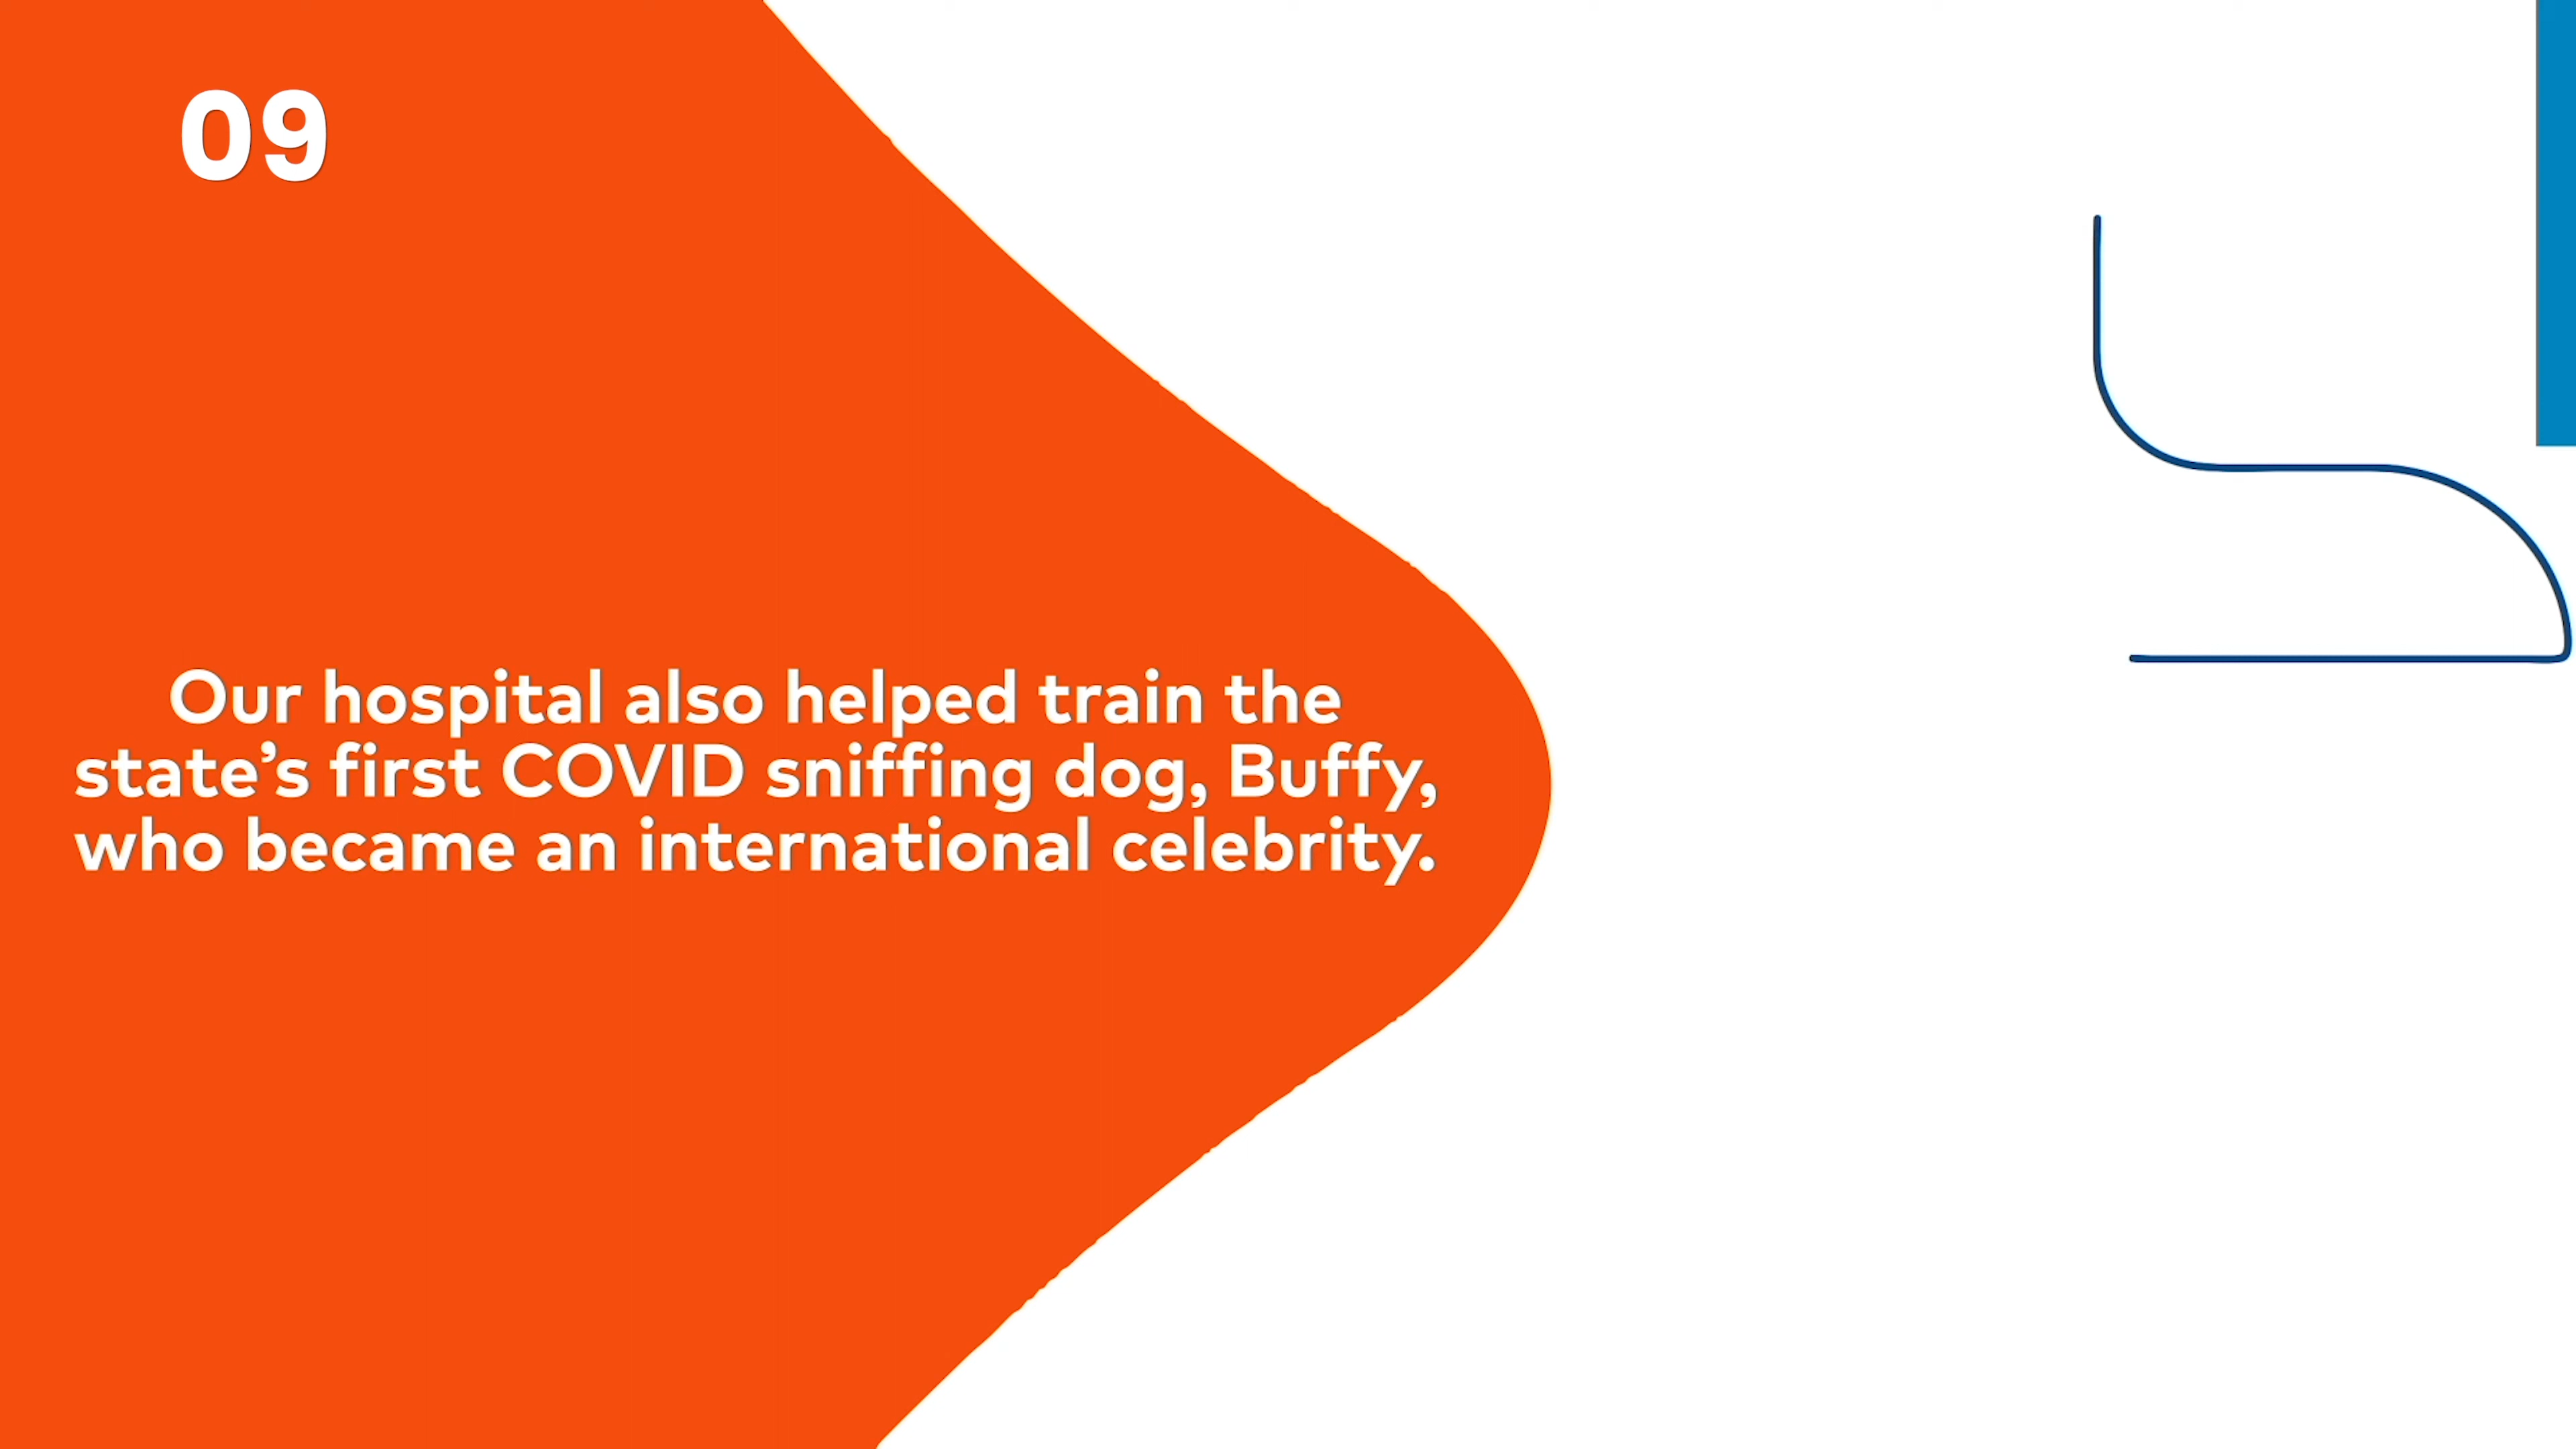 09
Our hospital also helped train the
state’s first COVID sniffing dog, Buffy,
who became an international celebrity.